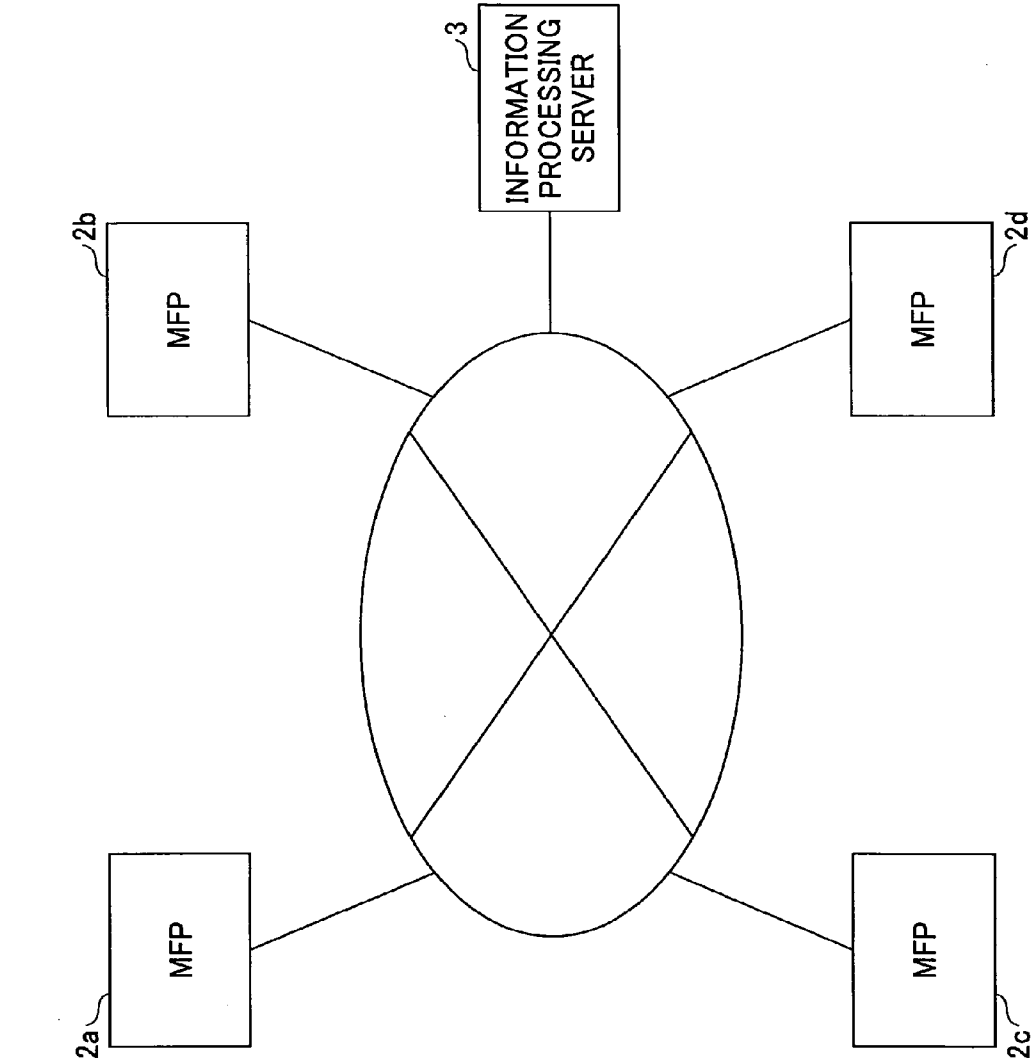 2a
MFP
2b
MFP
3
INFORMATION
PROCESSING
SERVER
2c
MFP
2d
MFP